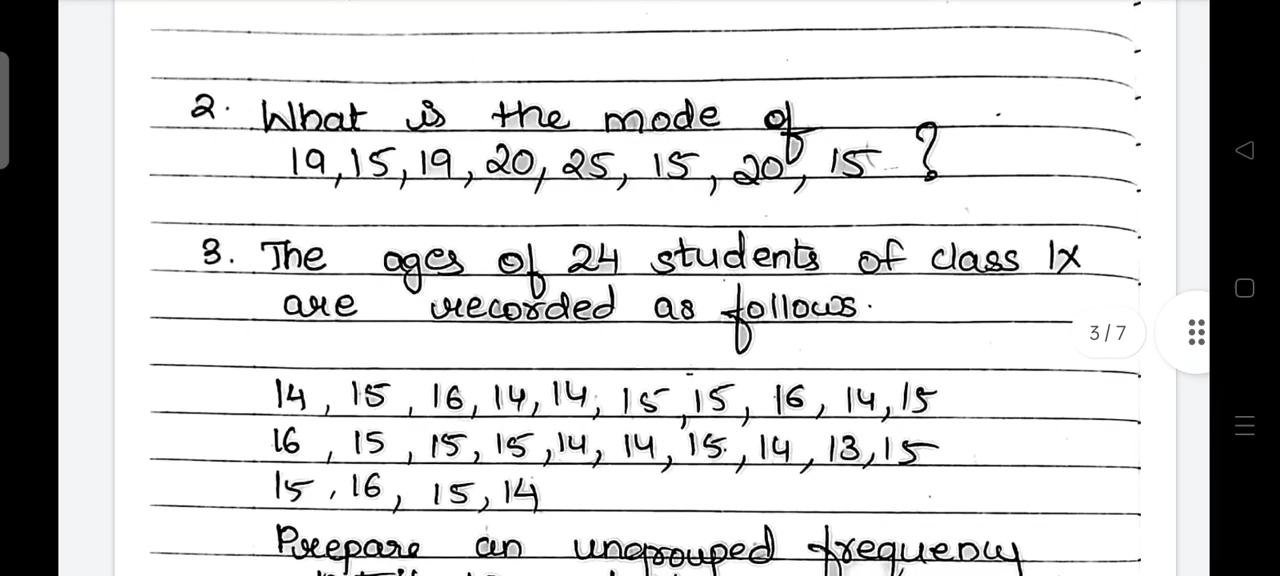 2. What is the mode of
19, 15, 19, 20, 25, 15, 20, 15 ?
3. The ages of 24 students of class IX
are recorded as follows.
14, 15, 16, 14, 14, 15, 15, 16, 14, 15
16, 15, 15, 15, 14, 14, 15, 14, 13, 15
15, 16, 15, 14
Prepare an ungrouped frequency
3/7